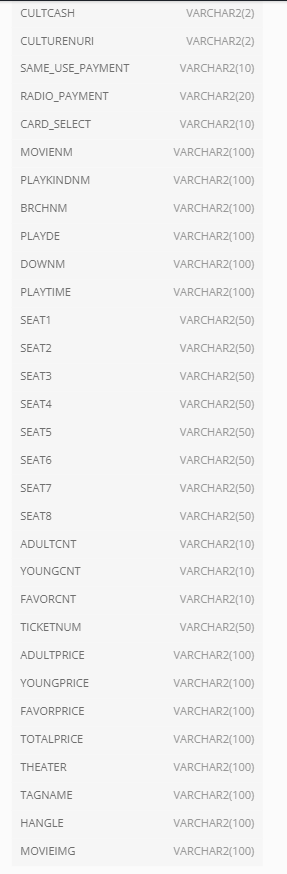 CULTCASH VARCHAR2(2)
CULTURENURI VARCHAR2(2)
SAME_USE_PAYMENT VARCHAR2(10)
RADIO_PAYMENT VARCHAR2(20)
CARD_SELECT VARCHAR2(10)
MOVIENM VARCHAR2(100)
PLAYKINDNM VARCHAR2(100)
BRCHNM VARCHAR2(100)
PLAYDE VARCHAR2(100)
DOWNM VARCHAR2(100)
PLAYTIME VARCHAR2(100)
SEAT1 VARCHAR2(50)
SEAT2 VARCHAR2(50)
SEAT3 VARCHAR2(50)
SEAT4 VARCHAR2(50)
SEAT5 VARCHAR2(50)
SEAT6 VARCHAR2(50)
SEAT7 VARCHAR2(50)
SEAT8 VARCHAR2(50)
ADULTCNT VARCHAR2(10)
YOUNGCNT VARCHAR2(10)
FAVORCNT VARCHAR2(10)
TICKETNUM VARCHAR2(50)
ADULTPRICE VARCHAR2(100)
YOUNGPRICE VARCHAR2(100)
FAVORPRICE VARCHAR2(100)
TOTALPRICE VARCHAR2(100)
THEATER VARCHAR2(100)
TAGNAME VARCHAR2(100)
HANGLE VARCHAR2(100)
MOVIEIMG VARCHAR2(100)